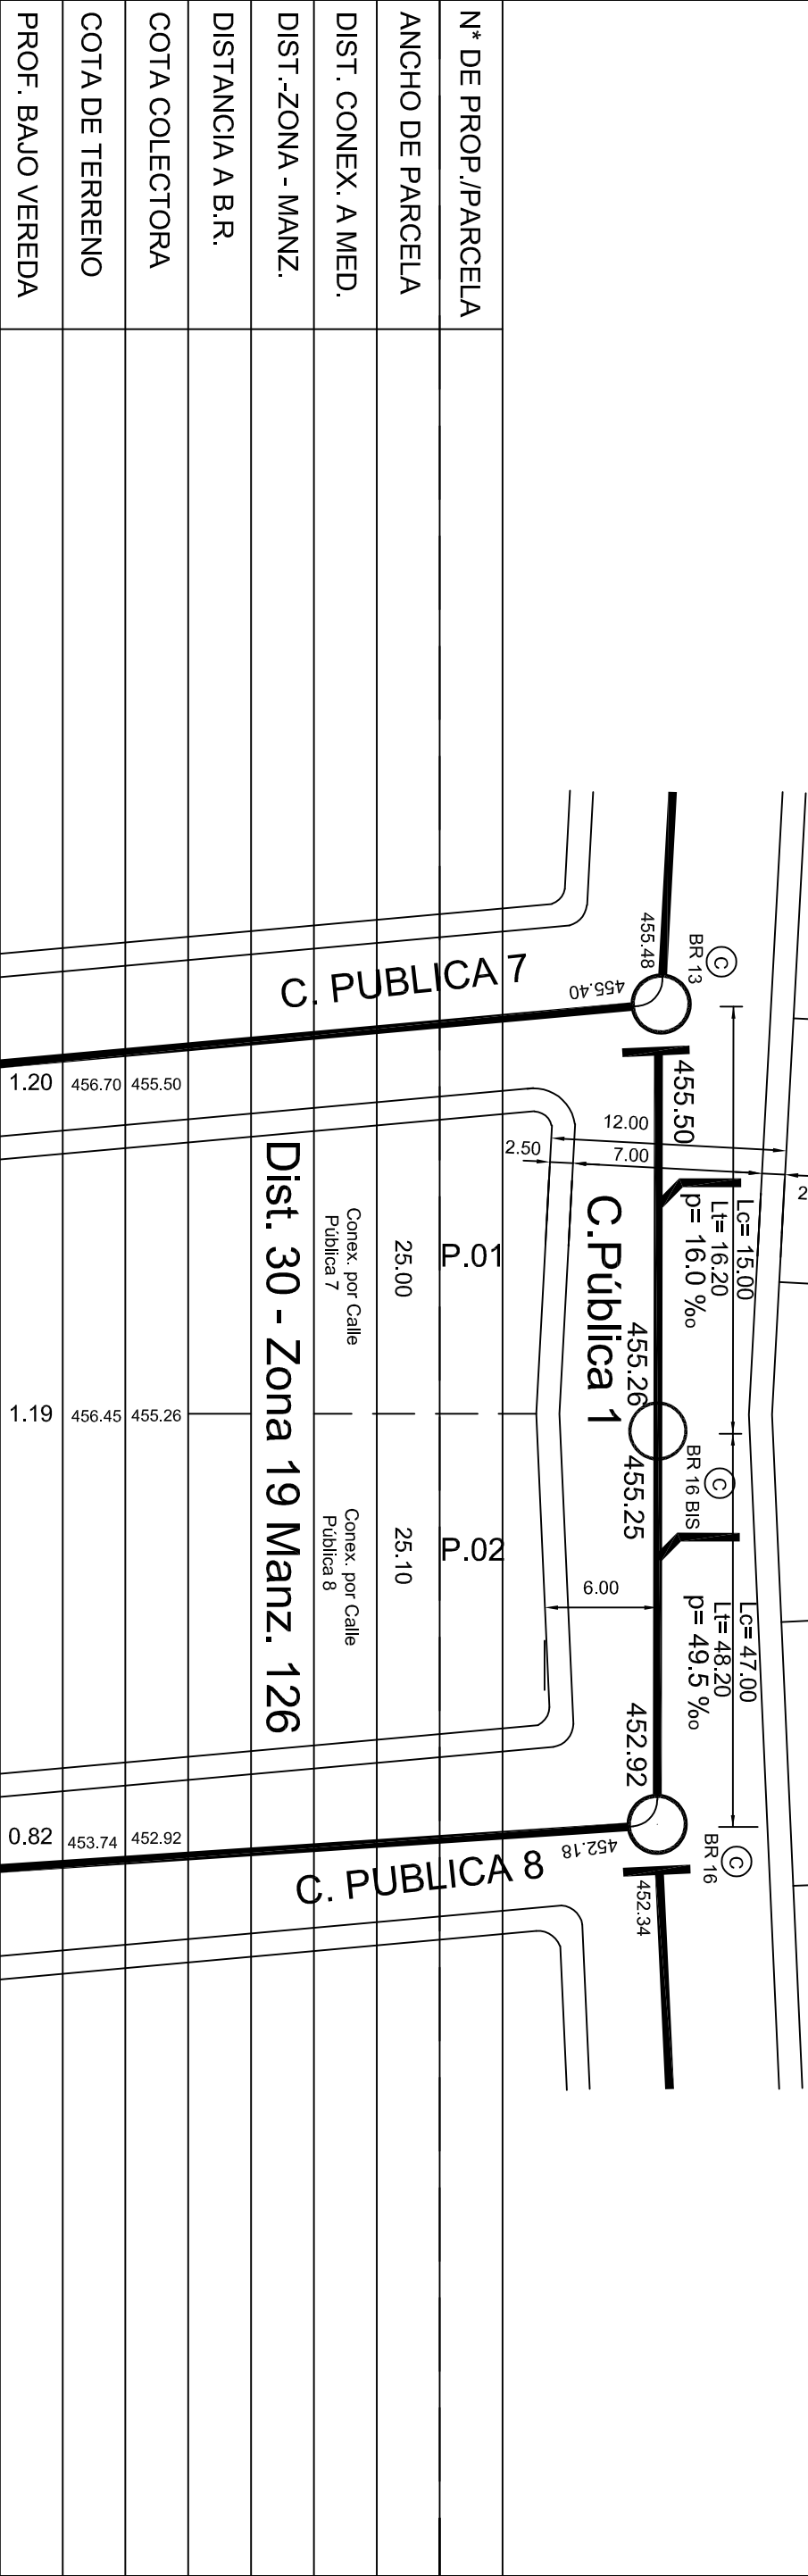 N* DE PROP./PARCELA
ANCHO DE PARCELA
DIST. CONEX. A MED.
DIST.-ZONA - MANZ.
DISTANCIA A B.R.
COTA COLECTORA
COTA DE TERRENO
PROF. BAJO VEREDA
C
BR 13
455.48
455.40
C. PUBLICA 7
455.50
12.00
7.00
2.50
2
Lc= 15.00
Lt= 16.20
p= 16.0 ‰
C.Pública 1
455.26
C
BR 16 BIS
455.25
6.00
Lc= 47.00
Lt= 48.20
p= 49.5 ‰
452.92
C
BR 16
452.18
452.34
C. PUBLICA 8
P.01
P.02
25.00
25.10
Conex. por Calle
Pública 7
Conex. por Calle
Pública 8
Dist. 30 - Zona 19 Manz. 126
455.50
455.26
452.92
456.70
456.45
453.74
1.20
1.19
0.82